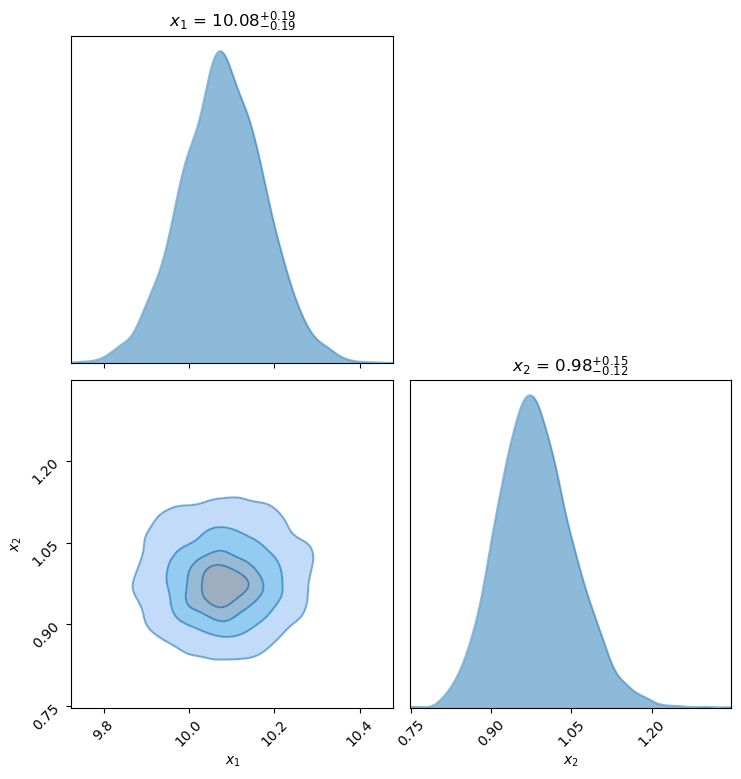 x₁ = 10.08⁺⁰·¹⁹₋₀.₁₉
x₂ = 0.98⁺⁰·¹⁵₋₀.₁₂
1.20
1.05
0.90
0.75
x₂
9.8 10.0 10.2 10.4
x₁
0.75 0.90 1.05 1.20
x₂